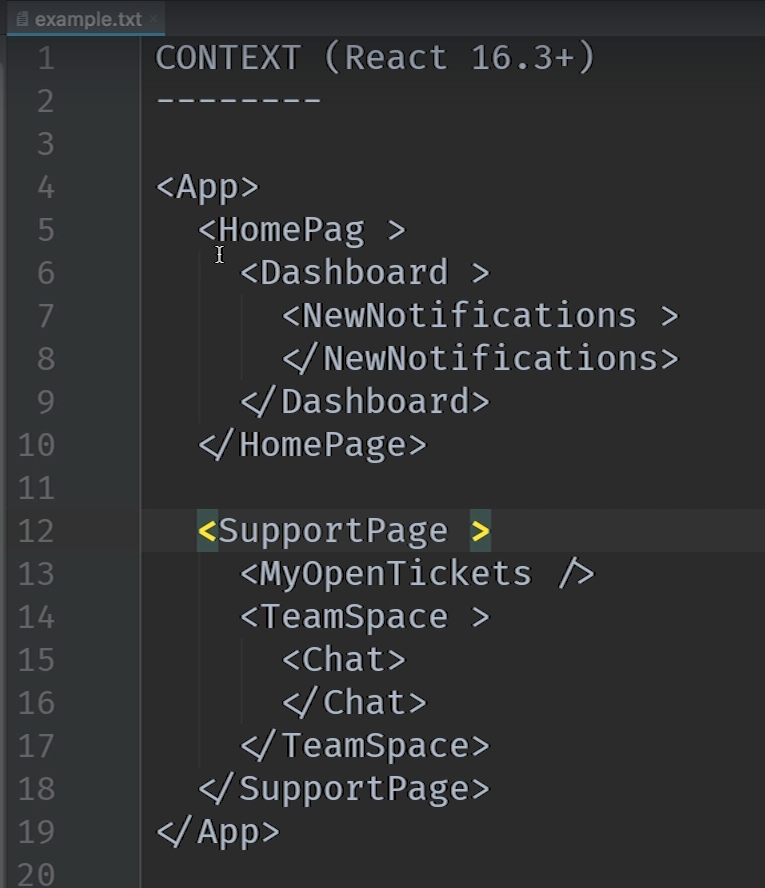 example.txt
1 CONTEXT (React 16.3+)
2 --------
3
4 <App>
5   <HomePag >
6     <Dashboard >
7       <NewNotifications >
8       </NewNotifications>
9     </Dashboard>
10   </HomePage>
11
12   <SupportPage >
13     <MyOpenTickets />
14     <TeamSpace >
15       <Chat>
16       </Chat>
17     </TeamSpace>
18   </SupportPage>
19 </App>
20